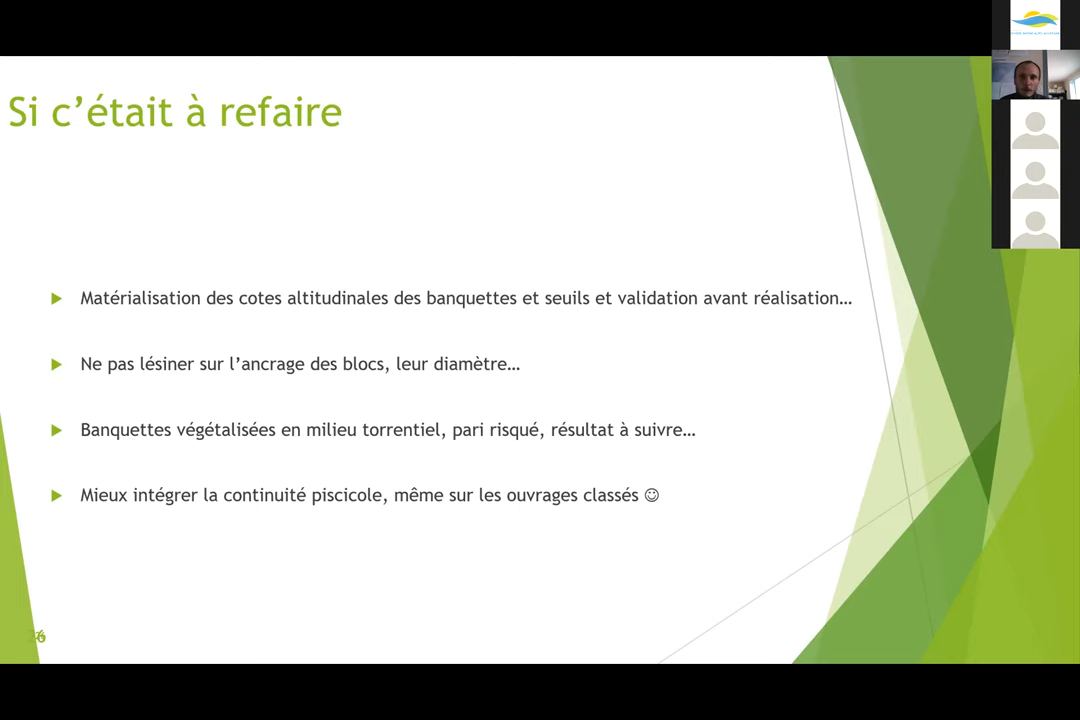 Si c’était à refaire
Matérialisation des cotes altitudinales des banquettes et seuils et validation avant réalisation…
Ne pas lésiner sur l’ancrage des blocs, leur diamètre…
Banquettes végétalisées en milieu torrentiel, pari risqué, résultat à suivre…
Mieux intégrer la continuité piscicole, même sur les ouvrages classés ☺